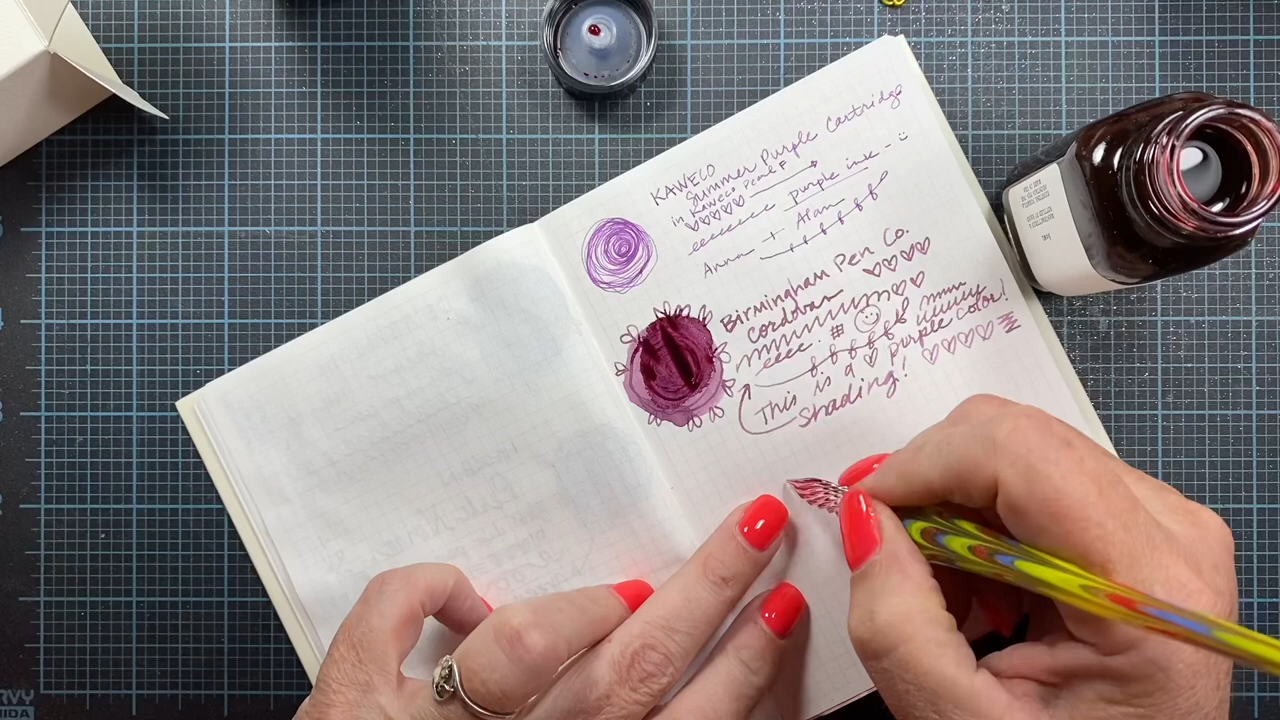 KAWECO
Summer Purple Cartridge
in Kaweco Pearl F
purple ink -
Anna + Alan
Birmingham Pen Co.
Cordovan
#
This is a purple color!
Shading!
Ink.